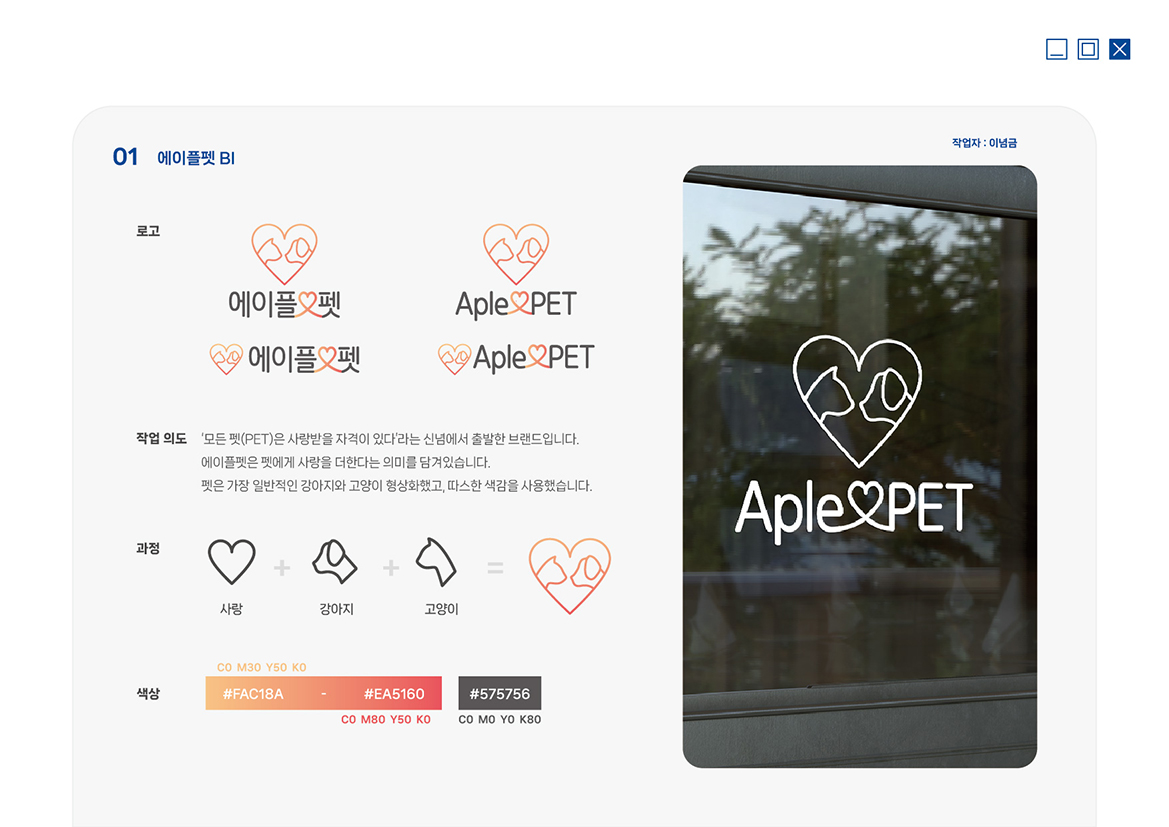 01 에이플펫 BI
작업자 : 이념금
로고
에이플펫
AplePET
에이플펫
AplePET
작업 의도
‘모든 펫(PET)은 사랑받을 자격이 있다’라는 신념에서 출발한 브랜드입니다.
에이플펫은 펫에게 사랑을 더한다는 의미를 담겨있습니다.
펫은 가장 일반적인 강아지와 고양이 형상화했고, 따스한 색감을 사용했습니다.
과정
+ + =
사랑 강아지 고양이
색상
C0 M30 Y50 K0
#FAC18A - #EA5160 #575756
C0 M80 Y50 K0 C0 M0 Y0 K80
AplePET